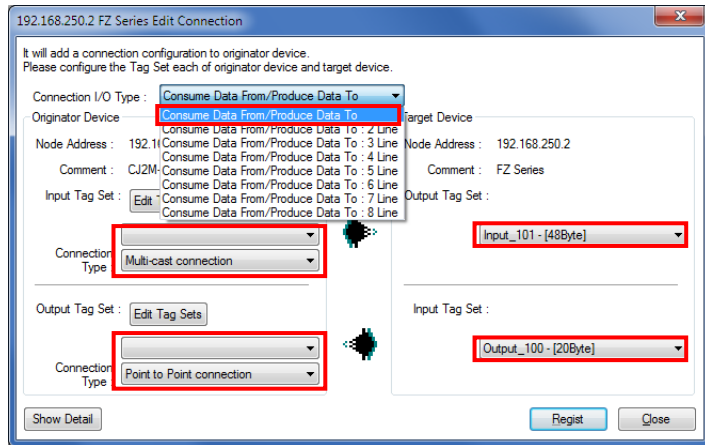 192.168.250.2 FZ Series Edit Connection
It will add a connection configuration to originator device.
Please configure the Tag Set each of originator device and target device.
Connection I/O Type : Consume Data From/Produce Data To
Consume Data From/Produce Data To
Consume Data From/Produce Data To : 2 Line
Consume Data From/Produce Data To : 3 Line
Consume Data From/Produce Data To : 4 Line
Consume Data From/Produce Data To : 5 Line
Consume Data From/Produce Data To : 6 Line
Consume Data From/Produce Data To : 7 Line
Consume Data From/Produce Data To : 8 Line
Originator Device
Target Device
Node Address : 192.1
Node Address : 192.168.250.2
Comment : CJ2M-
Comment : FZ Series
Input Tag Set : Edit
Output Tag Set :
Input_101 - [48Byte]
Connection Type : Multi-cast connection
Output Tag Set : Edit Tag Sets
Input Tag Set :
Output_100 - [20Byte]
Connection Type : Point to Point connection
Show Detail
Regist
Close